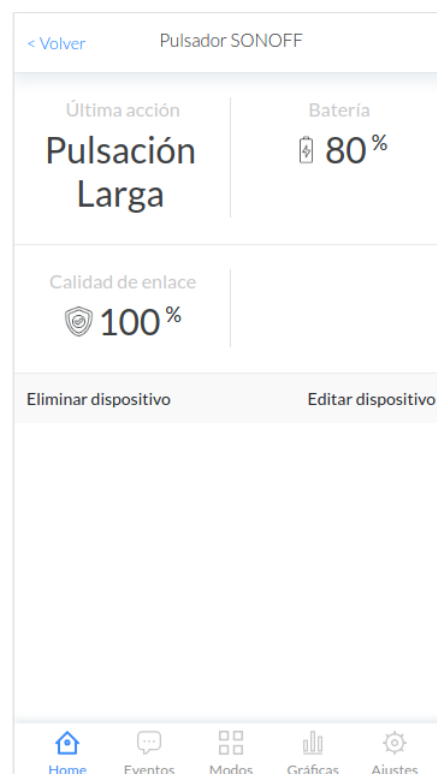 < Volver
Pulsador SONOFF
Última acción
Batería
Pulsación
Larga
80 %
Calidad de enlace
100 %
Eliminar dispositivo
Editar dispositivo
Home
Eventos
Modos
Gráficas
Ajustes